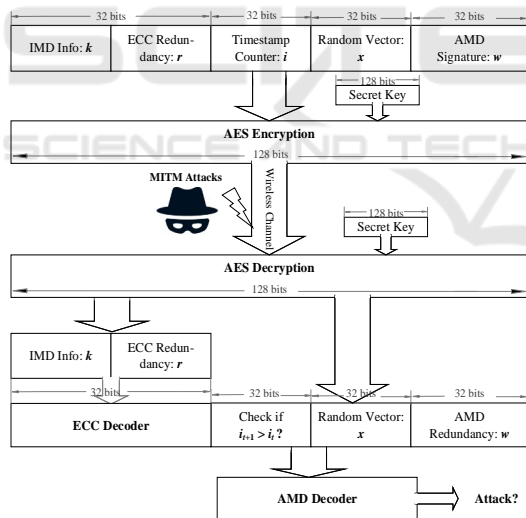 32 bits 32 bits 32 bits 32 bits
IMD Info: k
ECC Redun-
dancy: r
Timestamp
Counter: i
Random Vector:
x
AMD
Signature: w
128 bits
Secret Key
AES Encryption
SCIENCE AND TECH
128 bits
MITM Attacks
Wireless Channel
128 bits
Secret Key
AES Decryption
128 bits
IMD Info: k
ECC Redun-
dancy: r
32 bits 32 bits 32 bits 32 bits
ECC Decoder
Check if
i_{t+1} > i_t ?
Random Vector:
x
AMD
Redundancy: w
AMD Decoder
Attack?